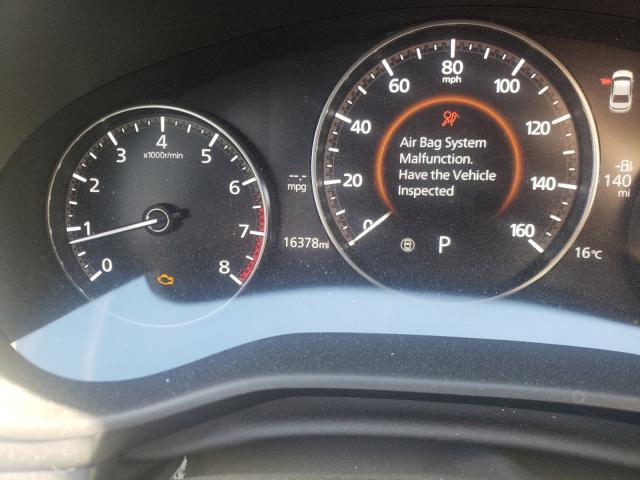 0
1
2
3
4
5
6
7
8
x1000r/min
-.- 
mpg
16378mi
0
20
40
60
80
mph
100
120
140
160
Air Bag System
Malfunction.
Have the Vehicle
Inspected
P
140
mi
16°C